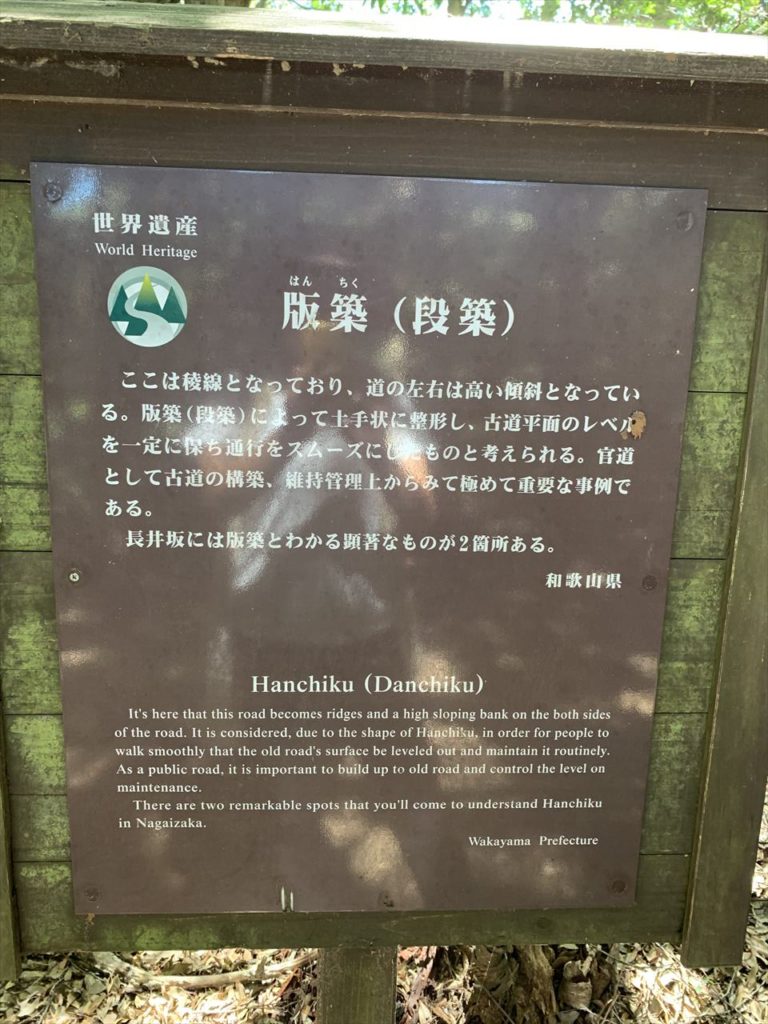 世界遺産
World Heritage
はん ちく
版築（段築）
ここは稜線となっており、道の左右は高い傾斜となってい
る。版築（段築）によって土手状に整形し、古道平面のレベル
を一定に保ち通行をスムーズにしたものと考えられる。官道
として古道の構築、維持管理上からみて極めて重要な事例で
ある。
長井坂には版築とわかる顕著なものが2箇所ある。
和歌山県
Hanchiku (Danchiku)
It's here that this road becomes ridges and a high sloping bank on the both sides
of the road. It is considered, due to the shape of Hanchiku, in order for people to
walk smoothly that the old road's surface be leveled out and maintain it routinely.
As a public road, it is important to build up to old road and control the level on
maintenance.
There are two remarkable spots that you'll come to understand Hanchiku
in Nagaizaka.
Wakayama Prefecture